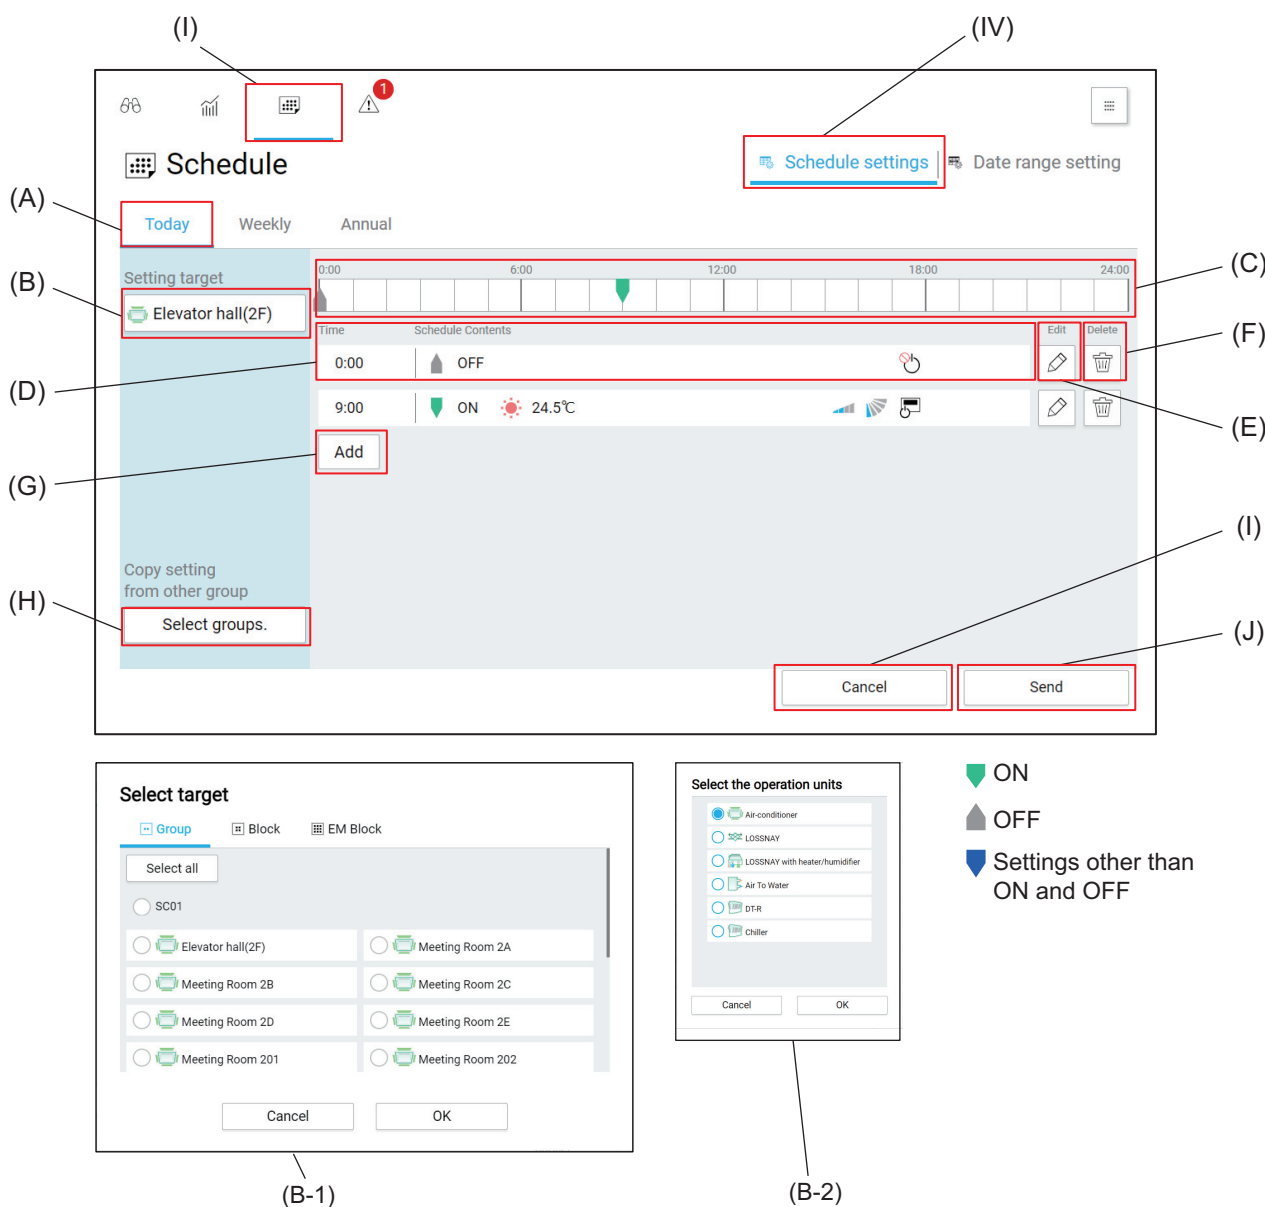 (I)
(IV)
1
Schedule
Schedule settings
Date range setting
(A)
Today
Weekly
Annual
(B)
Setting target
Elevator hall(2F)
0:00
6:00
12:00
18:00
24:00
(C)
Time
Schedule Contents
Edit
Delete
(F)
(D)
0:00
OFF
9:00
ON
24.5℃
(E)
Add
(G)
(I)
Copy setting
from other group
(H)
Select groups.
(J)
Cancel
Send
Select target
Group
Block
EM Block
Select all
SC01
Elevator hall(2F)
Meeting Room 2A
Meeting Room 2B
Meeting Room 2C
Meeting Room 2D
Meeting Room 2E
Meeting Room 201
Meeting Room 202
Cancel
OK
(B-1)
Select the operation units
Air-conditioner
LOSSNAY
LOSSNAY with heater/humidifier
Air To Water
DT-R
Chiller
Cancel
OK
(B-2)
ON
OFF
Settings other than
ON and OFF